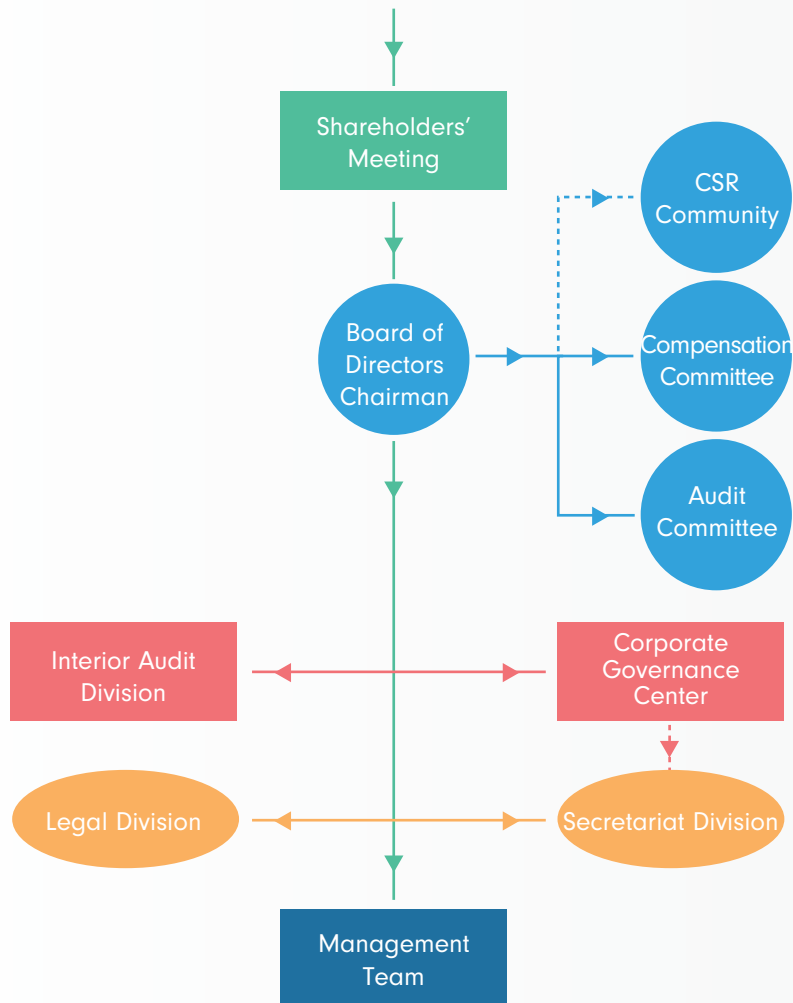 Shareholders’
Meeting
CSR
Community
Board of
Directors
Chairman
Compensation
Committee
Audit
Committee
Interior Audit
Division
Corporate
Governance
Center
Legal Division
Secretariat Division
Management
Team